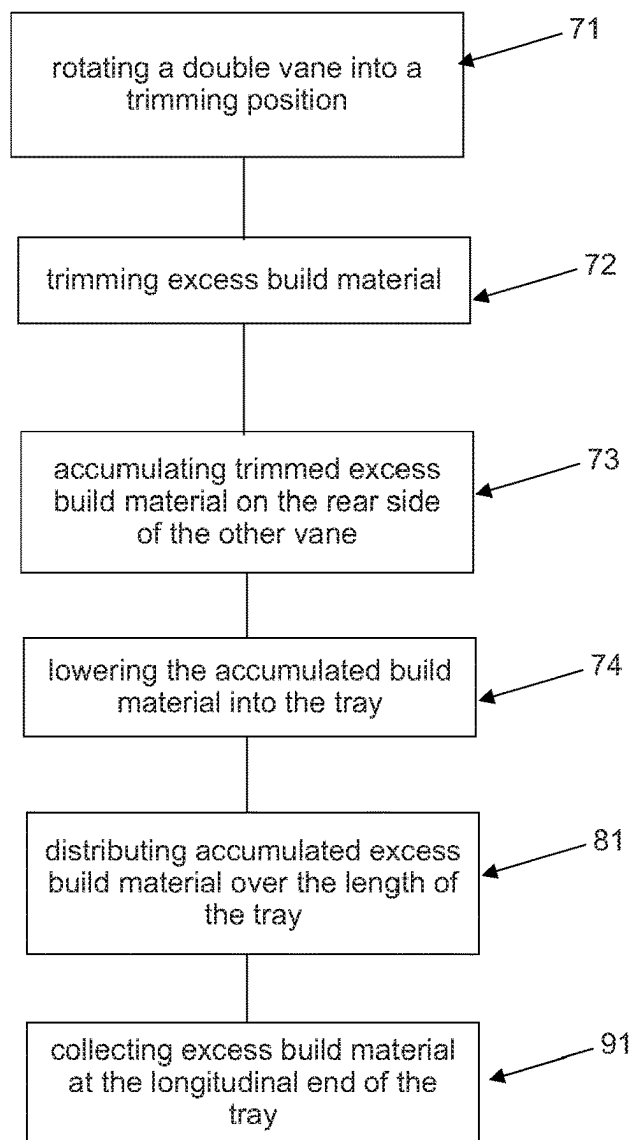 rotating a double vane into a
trimming position
71
trimming excess build material
72
accumulating trimmed excess
build material on the rear side
of the other vane
73
lowering the accumulated build
material into the tray
74
distributing accumulated excess
build material over the length of
the tray
81
collecting excess build material
at the longitudinal end of the
tray
91